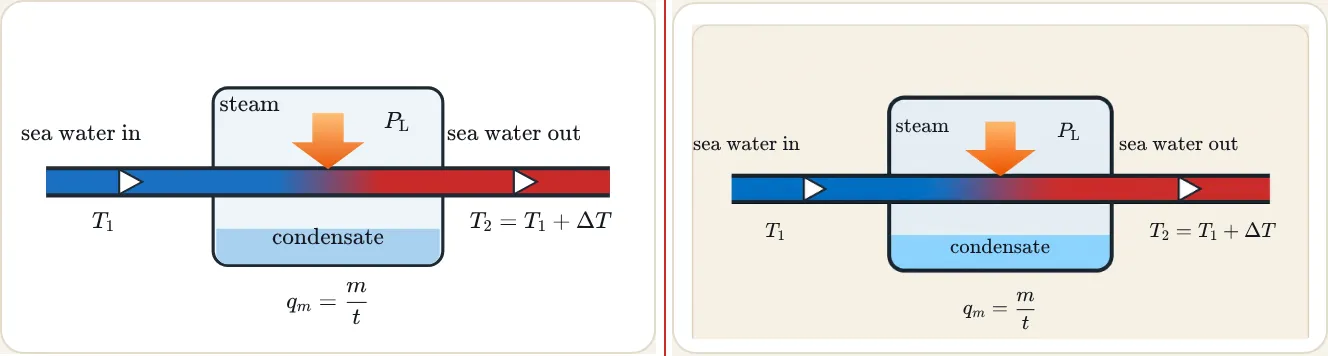 steam
P_L
sea water in
sea water out
T_1
T_2 = T_1 + ΔT
condensate
q_m = m/t
steam
P_L
sea water in
sea water out
T_1
T_2 = T_1 + ΔT
condensate
q_m = m/t